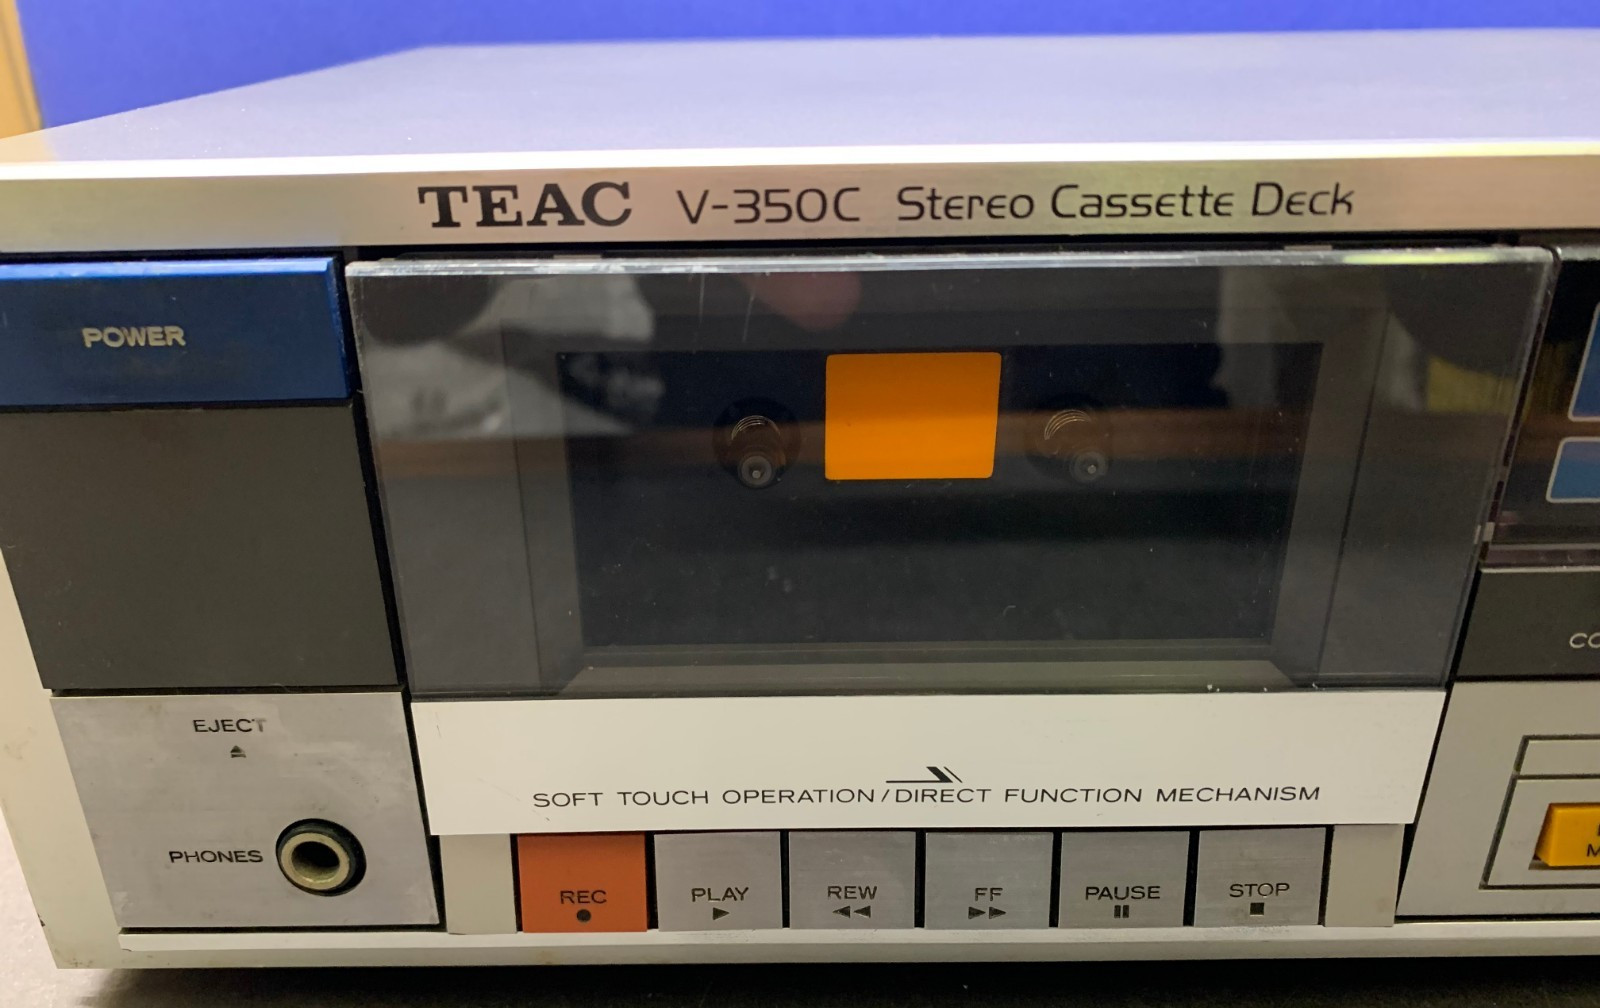 TEAC V-350C Stereo Cassette Deck
POWER
EJECT
PHONES
SOFT TOUCH OPERATION/DIRECT FUNCTION MECHANISM
REC
PLAY
REW
FF
PAUSE
STOP